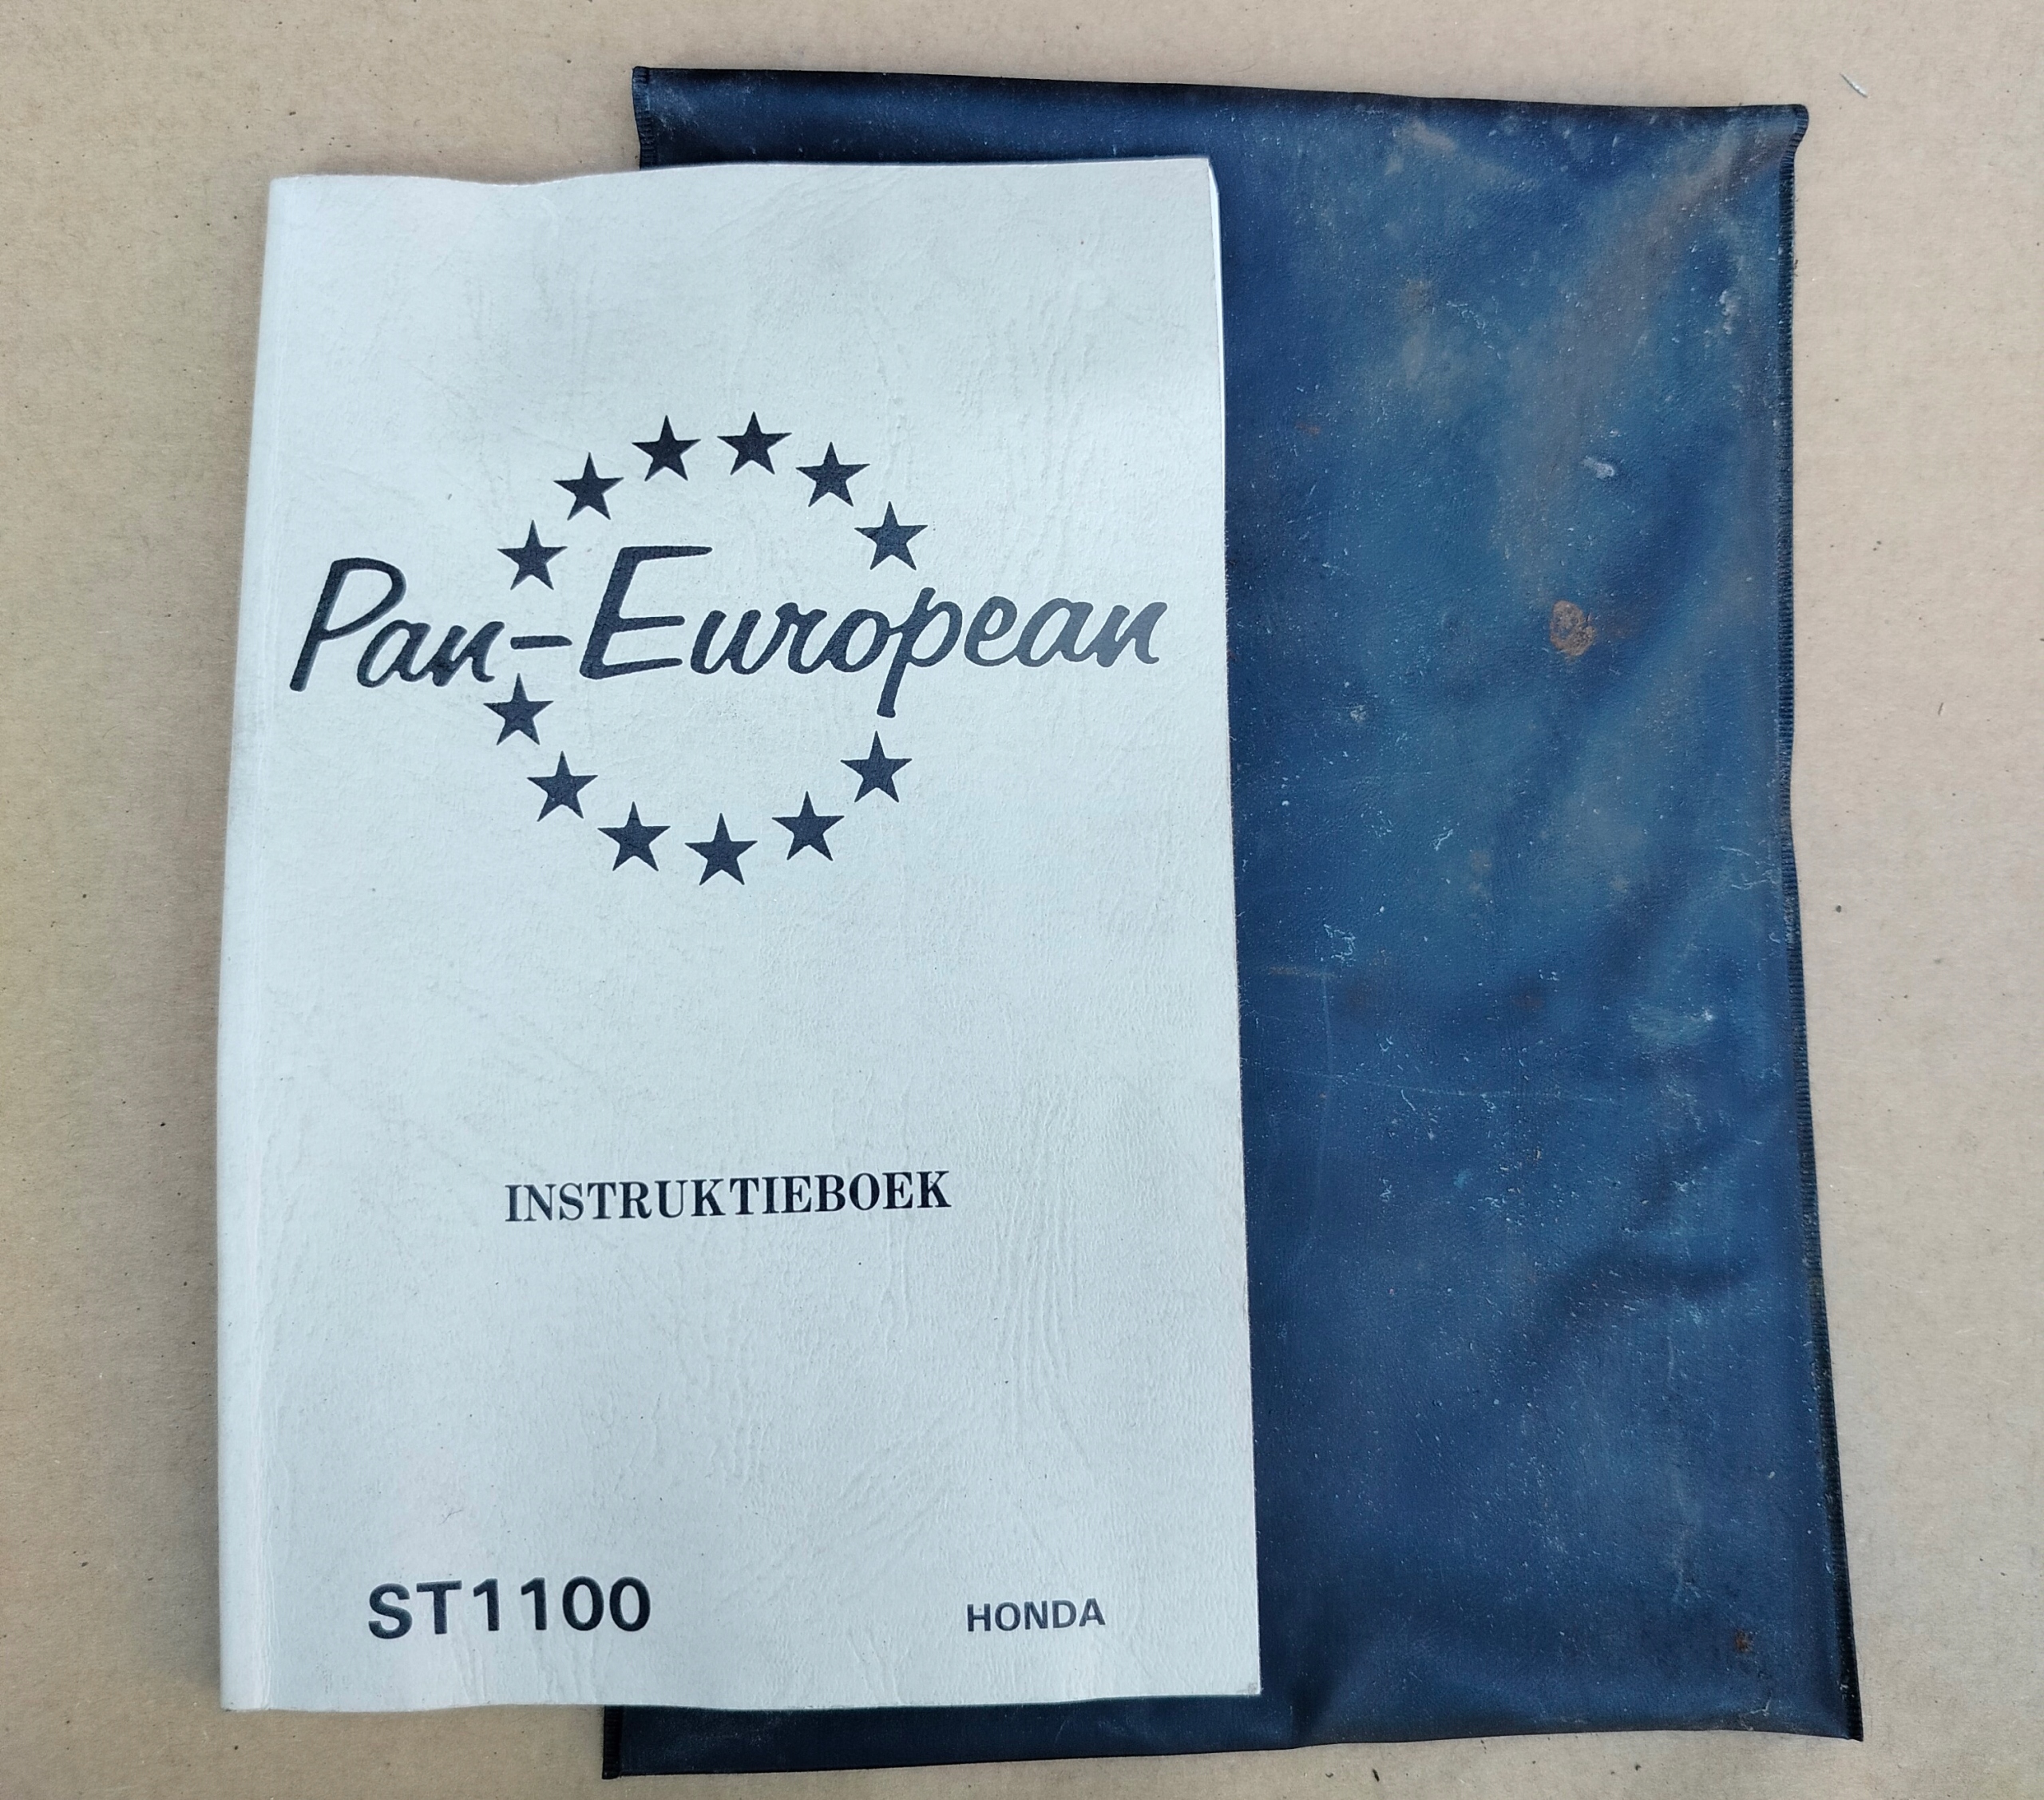 Pan-European
INSTRUKTIEBOEK
ST1100
HONDA